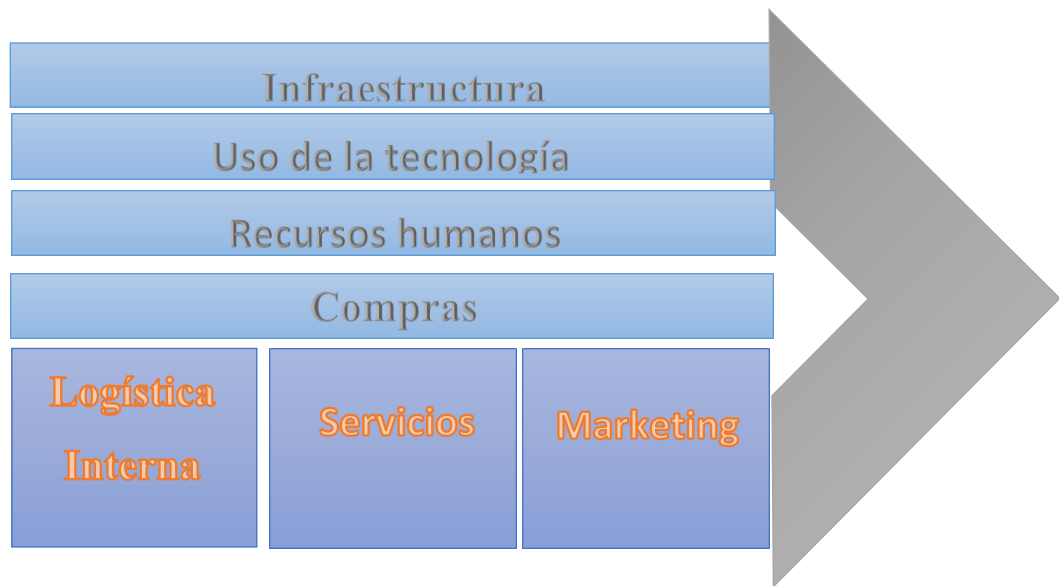 Infraestructura
Uso de la tecnología
Recursos humanos
Compras
Logística
Interna
Servicios
Marketing